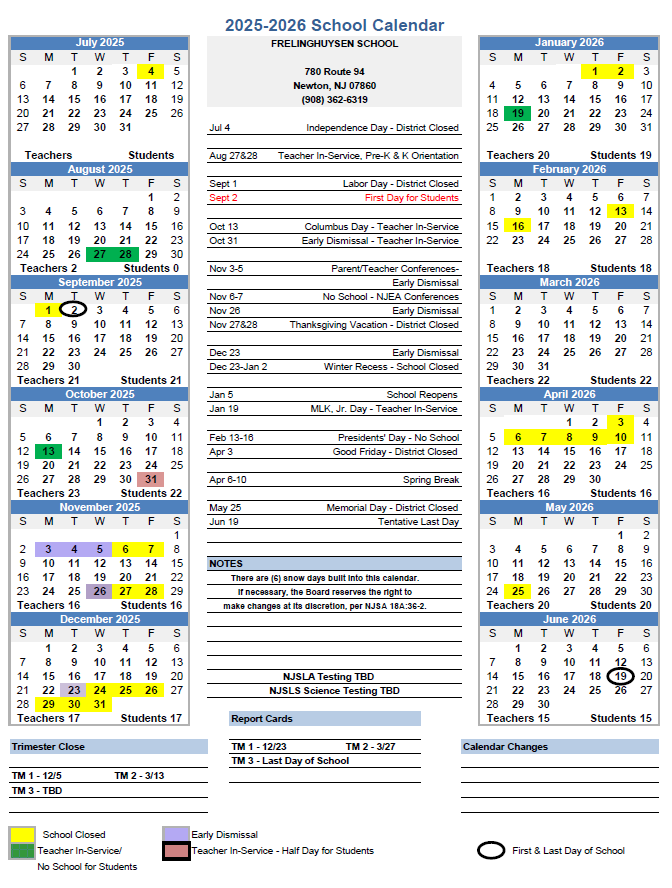 2025-2026 School Calendar
July 2025
S M T W T F S
1 2 3 4 5
6 7 8 9 10 11 12
13 14 15 16 17 18 19
20 21 22 23 24 25 26
27 28 29 30 31
Teachers Students
August 2025
S M T W T F S
1 2
3 4 5 6 7 8 9
10 11 12 13 14 15 16
17 18 19 20 21 22 23
24 25 26 27 28 29 30
Teachers 2 Students 0
September 2025
S M T W T F S
1 2 3 4 5 6
7 8 9 10 11 12 13
14 15 16 17 18 19 20
21 22 23 24 25 26 27
28 29 30
Teachers 21 Students 21
October 2025
S M T W T F S
1 2 3 4
5 6 7 8 9 10 11
12 13 14 15 16 17 18
19 20 21 22 23 24 25
26 27 28 29 30 31
Teachers 23 Students 22
November 2025
S M T W T F S
1
2 3 4 5 6 7 8
9 10 11 12 13 14 15
16 17 18 19 20 21 22
23 24 25 26 27 28 29
Teachers 16 Students 16
December 2025
S M T W T F S
1 2 3 4 5 6
7 8 9 10 11 12 13
14 15 16 17 18 19 20
21 22 23 24 25 26 27
28 29 30 31
Teachers 17 Students 17
FRELINGHUYSEN SCHOOL
780 Route 94
Newton, NJ 07860
(908) 362-6319
Jul 4 Independence Day - District Closed
Aug 27&28 Teacher In-Service, Pre-K & K Orientation
Sept 1 Labor Day - District Closed
Sept 2 First Day for Students
Oct 13 Columbus Day - Teacher In-Service
Oct 31 Early Dismissal - Teacher In-Service
Nov 3-5 Parent/Teacher Conferences-
Early Dismissal
Nov 6-7 No School - NJEA Conferences
Nov 26 Early Dismissal
Nov 27&28 Thanksgiving Vacation - District Closed
Dec 23 Early Dismissal
Dec 23-Jan 2 Winter Recess - School Closed
Jan 5 School Reopens
Jan 19 MLK, Jr. Day - Teacher In-Service
Feb 13-16 Presidents' Day - No School
Apr 3 Good Friday - District Closed
Apr 6-10 Spring Break
May 25 Memorial Day - District Closed
Jun 19 Tentative Last Day
NOTES
There are (6) snow days built into this calendar.
If necessary, the Board reserves the right to
make changes at its discretion, per NJSA 18A:36-2.
NJSLA Testing TBD
NJSLS Science Testing TBD
January 2026
S M T W T F S
1 2 3
4 5 6 7 8 9 10
11 12 13 14 15 16 17
18 19 20 21 22 23 24
25 26 27 28 29 30 31
Teachers 20 Students 19
February 2026
S M T W T F S
1 2 3 4 5 6 7
8 9 10 11 12 13 14
15 16 17 18 19 20 21
22 23 24 25 26 27 28
Teachers 18 Students 18
March 2026
S M T W T F S
1 2 3 4 5 6 7
8 9 10 11 12 13 14
15 16 17 18 19 20 21
22 23 24 25 26 27 28
29 30 31
Teachers 22 Students 22
April 2026
S M T W T F S
1 2 3 4
5 6 7 8 9 10 11
12 13 14 15 16 17 18
19 20 21 22 23 24 25
26 27 28 29 30
Teachers 16 Students 16
May 2026
S M T W T F S
1 2
3 4 5 6 7 8 9
10 11 12 13 14 15 16
17 18 19 20 21 22 23
24 25 26 27 28 29 30
Teachers 20 Students 20
June 2026
S M T W T F S
1 2 3 4 5 6
7 8 9 10 11 12 13
14 15 16 17 18 19 20
21 22 23 24 25 26 27
28 29 30
Teachers 15 Students 15
Trimester Close
TM 1 - 12/5 TM 2 - 3/13
TM 3 - TBD
Report Cards
TM 1 - 12/23 TM 2 - 3/27
TM 3 - Last Day of School
Calendar Changes
School Closed
Teacher In-Service/
No School for Students
Early Dismissal
Teacher In-Service - Half Day for Students
First & Last Day of School